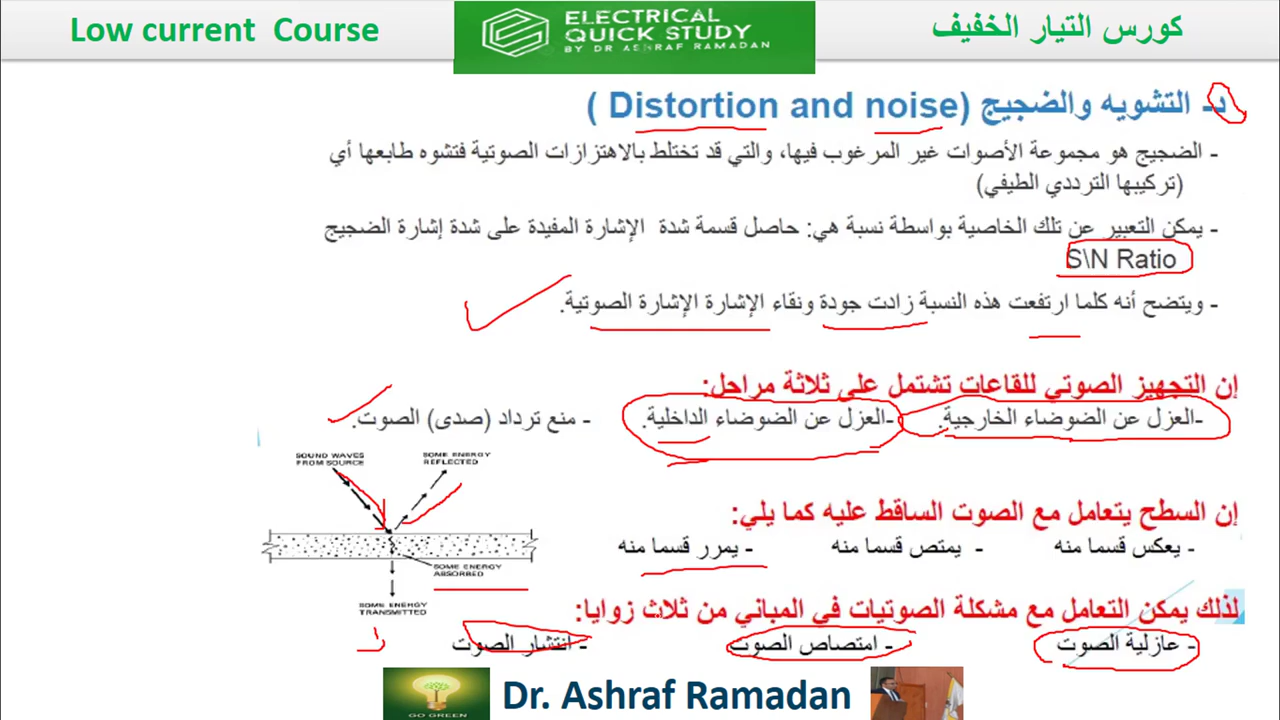 Low current Course
ELECTRICAL
QUICK STUDY
BY DR ASHRAF RAMADAN
كورس التيار الخفيف
د- التشويه والضجيج (Distortion and noise )
- الضجيج هو مجموعة الأصوات غير المرغوب فيها، والتي قد تختلط بالاهتزازات الصوتية فتشوه طابعها أي
(تركيبها الترددي الطيفي)
- يمكن التعبير عن تلك الخاصية بواسطة نسبة هي: حاصل قسمة شدة الإشارة المفيدة على شدة إشارة الضجيج
S\N Ratio
- ويتضح أنه كلما ارتفعت هذه النسبة زادت جودة ونقاء الإشارة الإشارة الصوتية.
إن التجهيز الصوتي للقاعات تشتمل على ثلاثة مراحل:
-العزل عن الضوضاء الخارجية. -العزل عن الضوضاء الداخلية. - منع ترداد (صدى) الصوت.
SOUND WAVES
FROM SOURCE
SOME ENERGY
REFLECTED
SOME ENERGY
ABSORBED
SOME ENERGY
TRANSMITTED
إن السطح يتعامل مع الصوت الساقط عليه كما يلي:
- يعكس قسما منه - يمتص قسما منه - يمرر قسما منه
لذلك يمكن التعامل مع مشكلة الصوتيات في المباني من ثلاث زوايا:
- عازلية الصوت - امتصاص الصوت - انتشار الصوت
GO GREEN
Dr. Ashraf Ramadan